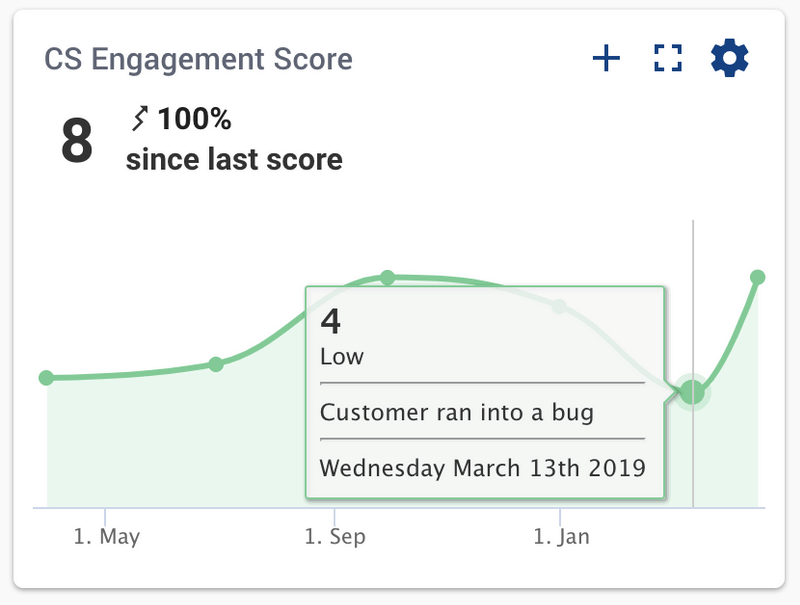 CS Engagement Score
8
100%
since last score
4
Low
Customer ran into a bug
Wednesday March 13th 2019
1. May
1. Sep
1. Jan